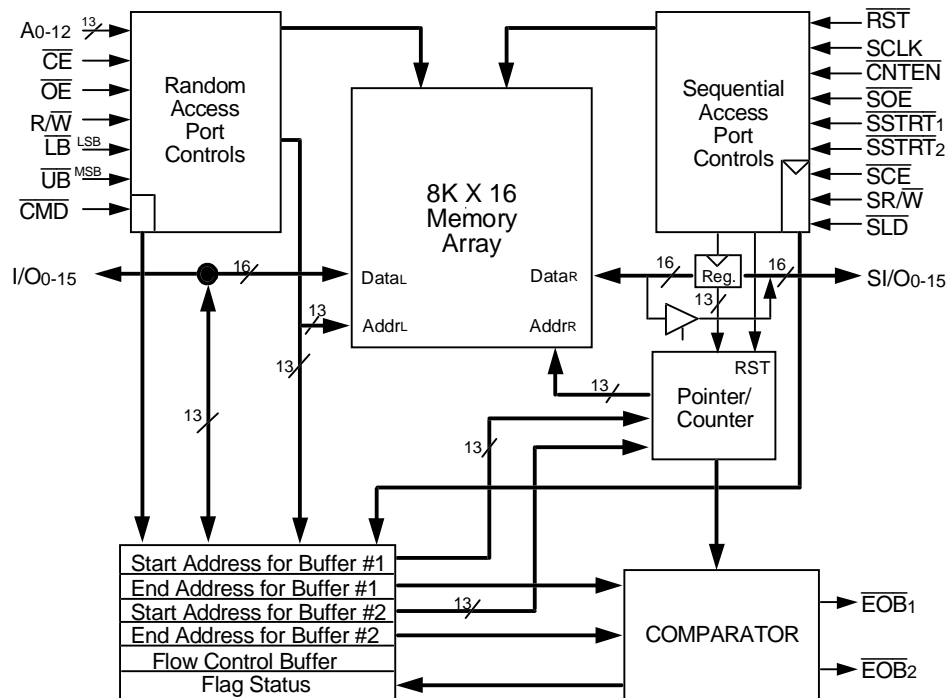 A0-12
13
CE
OE
R/W
LB LSB
UB MSB
CMD
I/O0-15
Random
Access
Port
Controls
8K X 16
Memory
Array
DataL
DataR
AddrL
AddrR
Sequential
Access
Port
Controls
RST
SCLK
CNTEN
SOE
SSTRT1
SSTRT2
SCE
SR/W
SLD
SI/O0-15
16
16
Reg.
16
13
13
13
13
RST
Pointer/
Counter
13
13
13
Start Address for Buffer #1
End Address for Buffer #1
Start Address for Buffer #2
End Address for Buffer #2
Flow Control Buffer
Flag Status
13
COMPARATOR
EOB1
EOB2